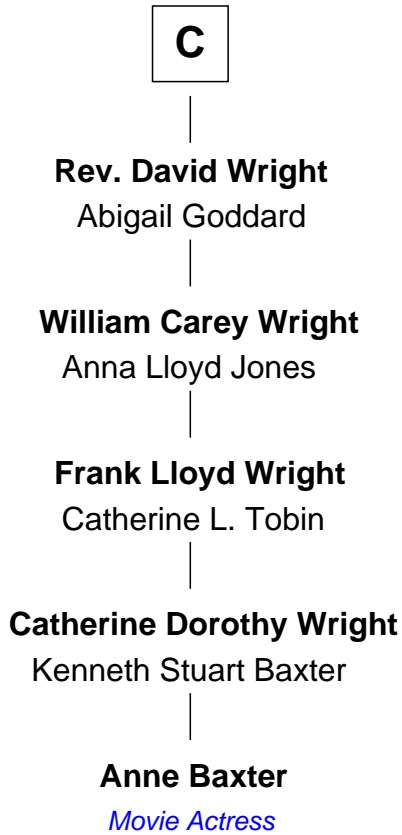 C
Rev. David Wright
Abigail Goddard
William Carey Wright
Anna Lloyd Jones
Frank Lloyd Wright
Catherine L. Tobin
Catherine Dorothy Wright
Kenneth Stuart Baxter
Anne Baxter
Movie Actress